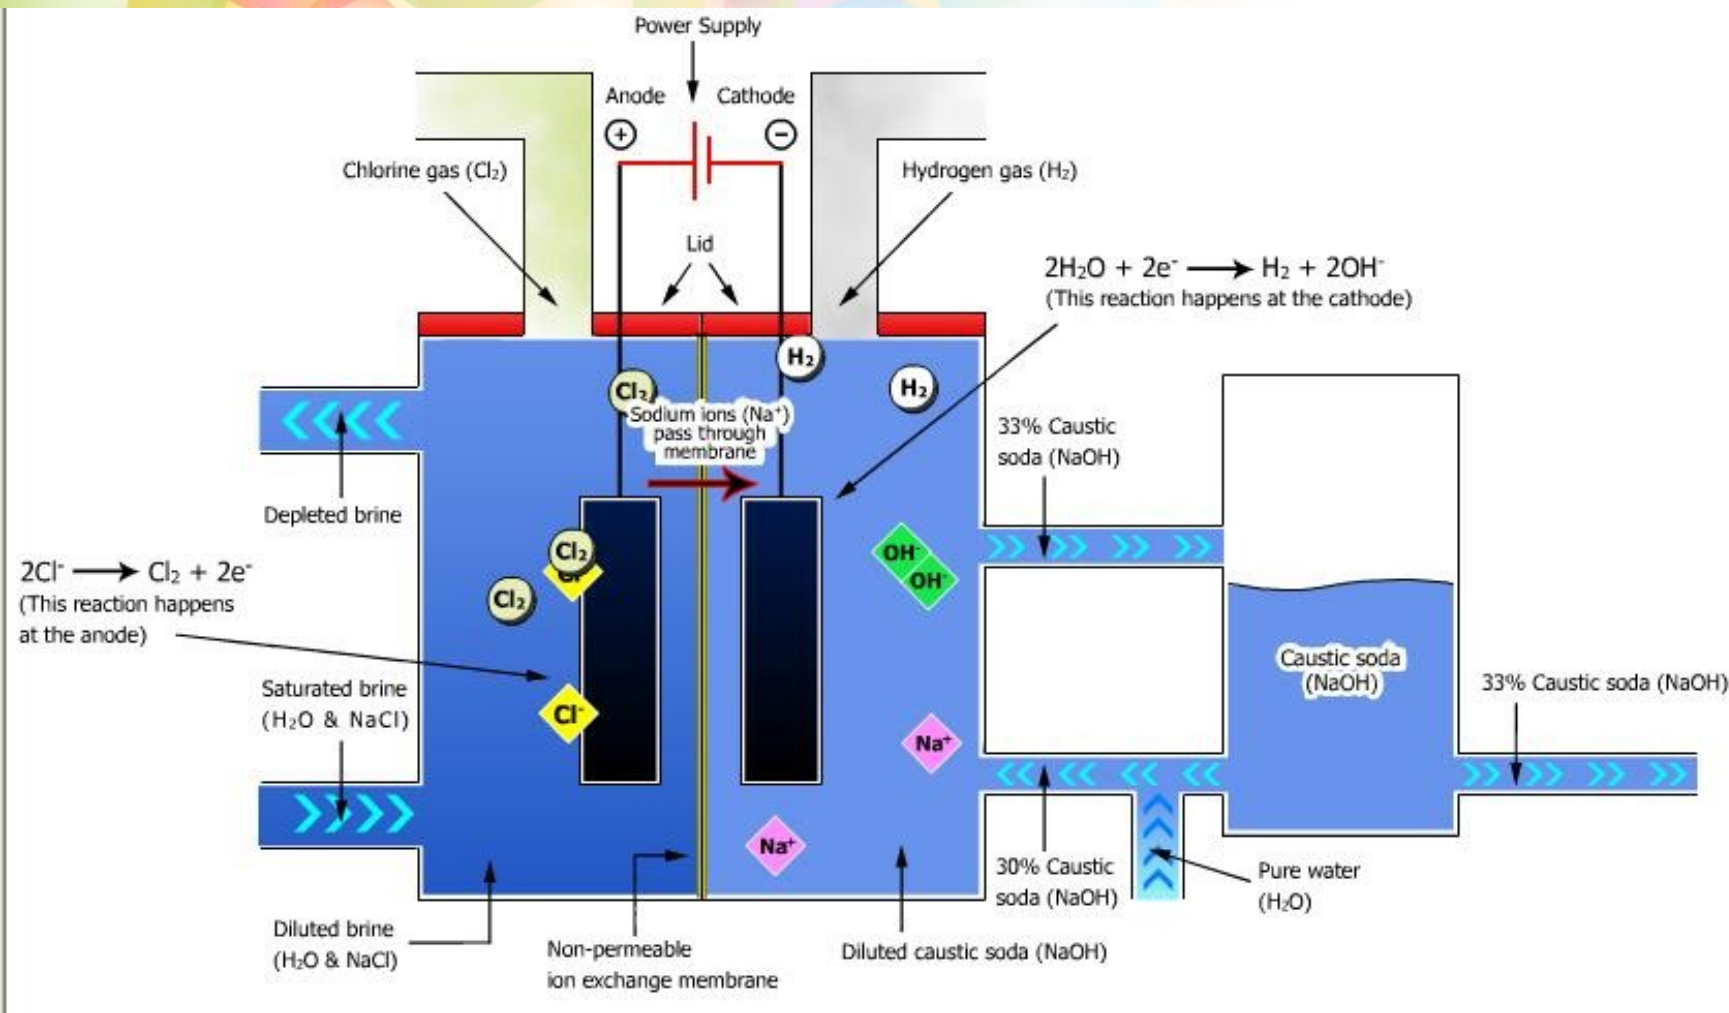 Power Supply
Anode
Cathode
+
−
Chlorine gas (Cl₂)
Hydrogen gas (H₂)
Lid
2H₂O + 2e⁻ ⟶ H₂ + 2OH⁻
(This reaction happens at the cathode)
H₂
Cl₂
H₂
Sodium ions (Na⁺)
pass through
membrane
33% Caustic
soda (NaOH)
Depleted brine
2Cl⁻ ⟶ Cl₂ + 2e⁻
(This reaction happens
at the anode)
Cl₂
Cl₂
OH⁻
OH⁻
Caustic soda
(NaOH)
33% Caustic soda (NaOH)
Saturated brine
(H₂O & NaCl)
Cl⁻
Na⁺
Na⁺
30% Caustic
soda (NaOH)
Pure water
(H₂O)
Diluted brine
(H₂O & NaCl)
Non-permeable
ion exchange membrane
Diluted caustic soda (NaOH)